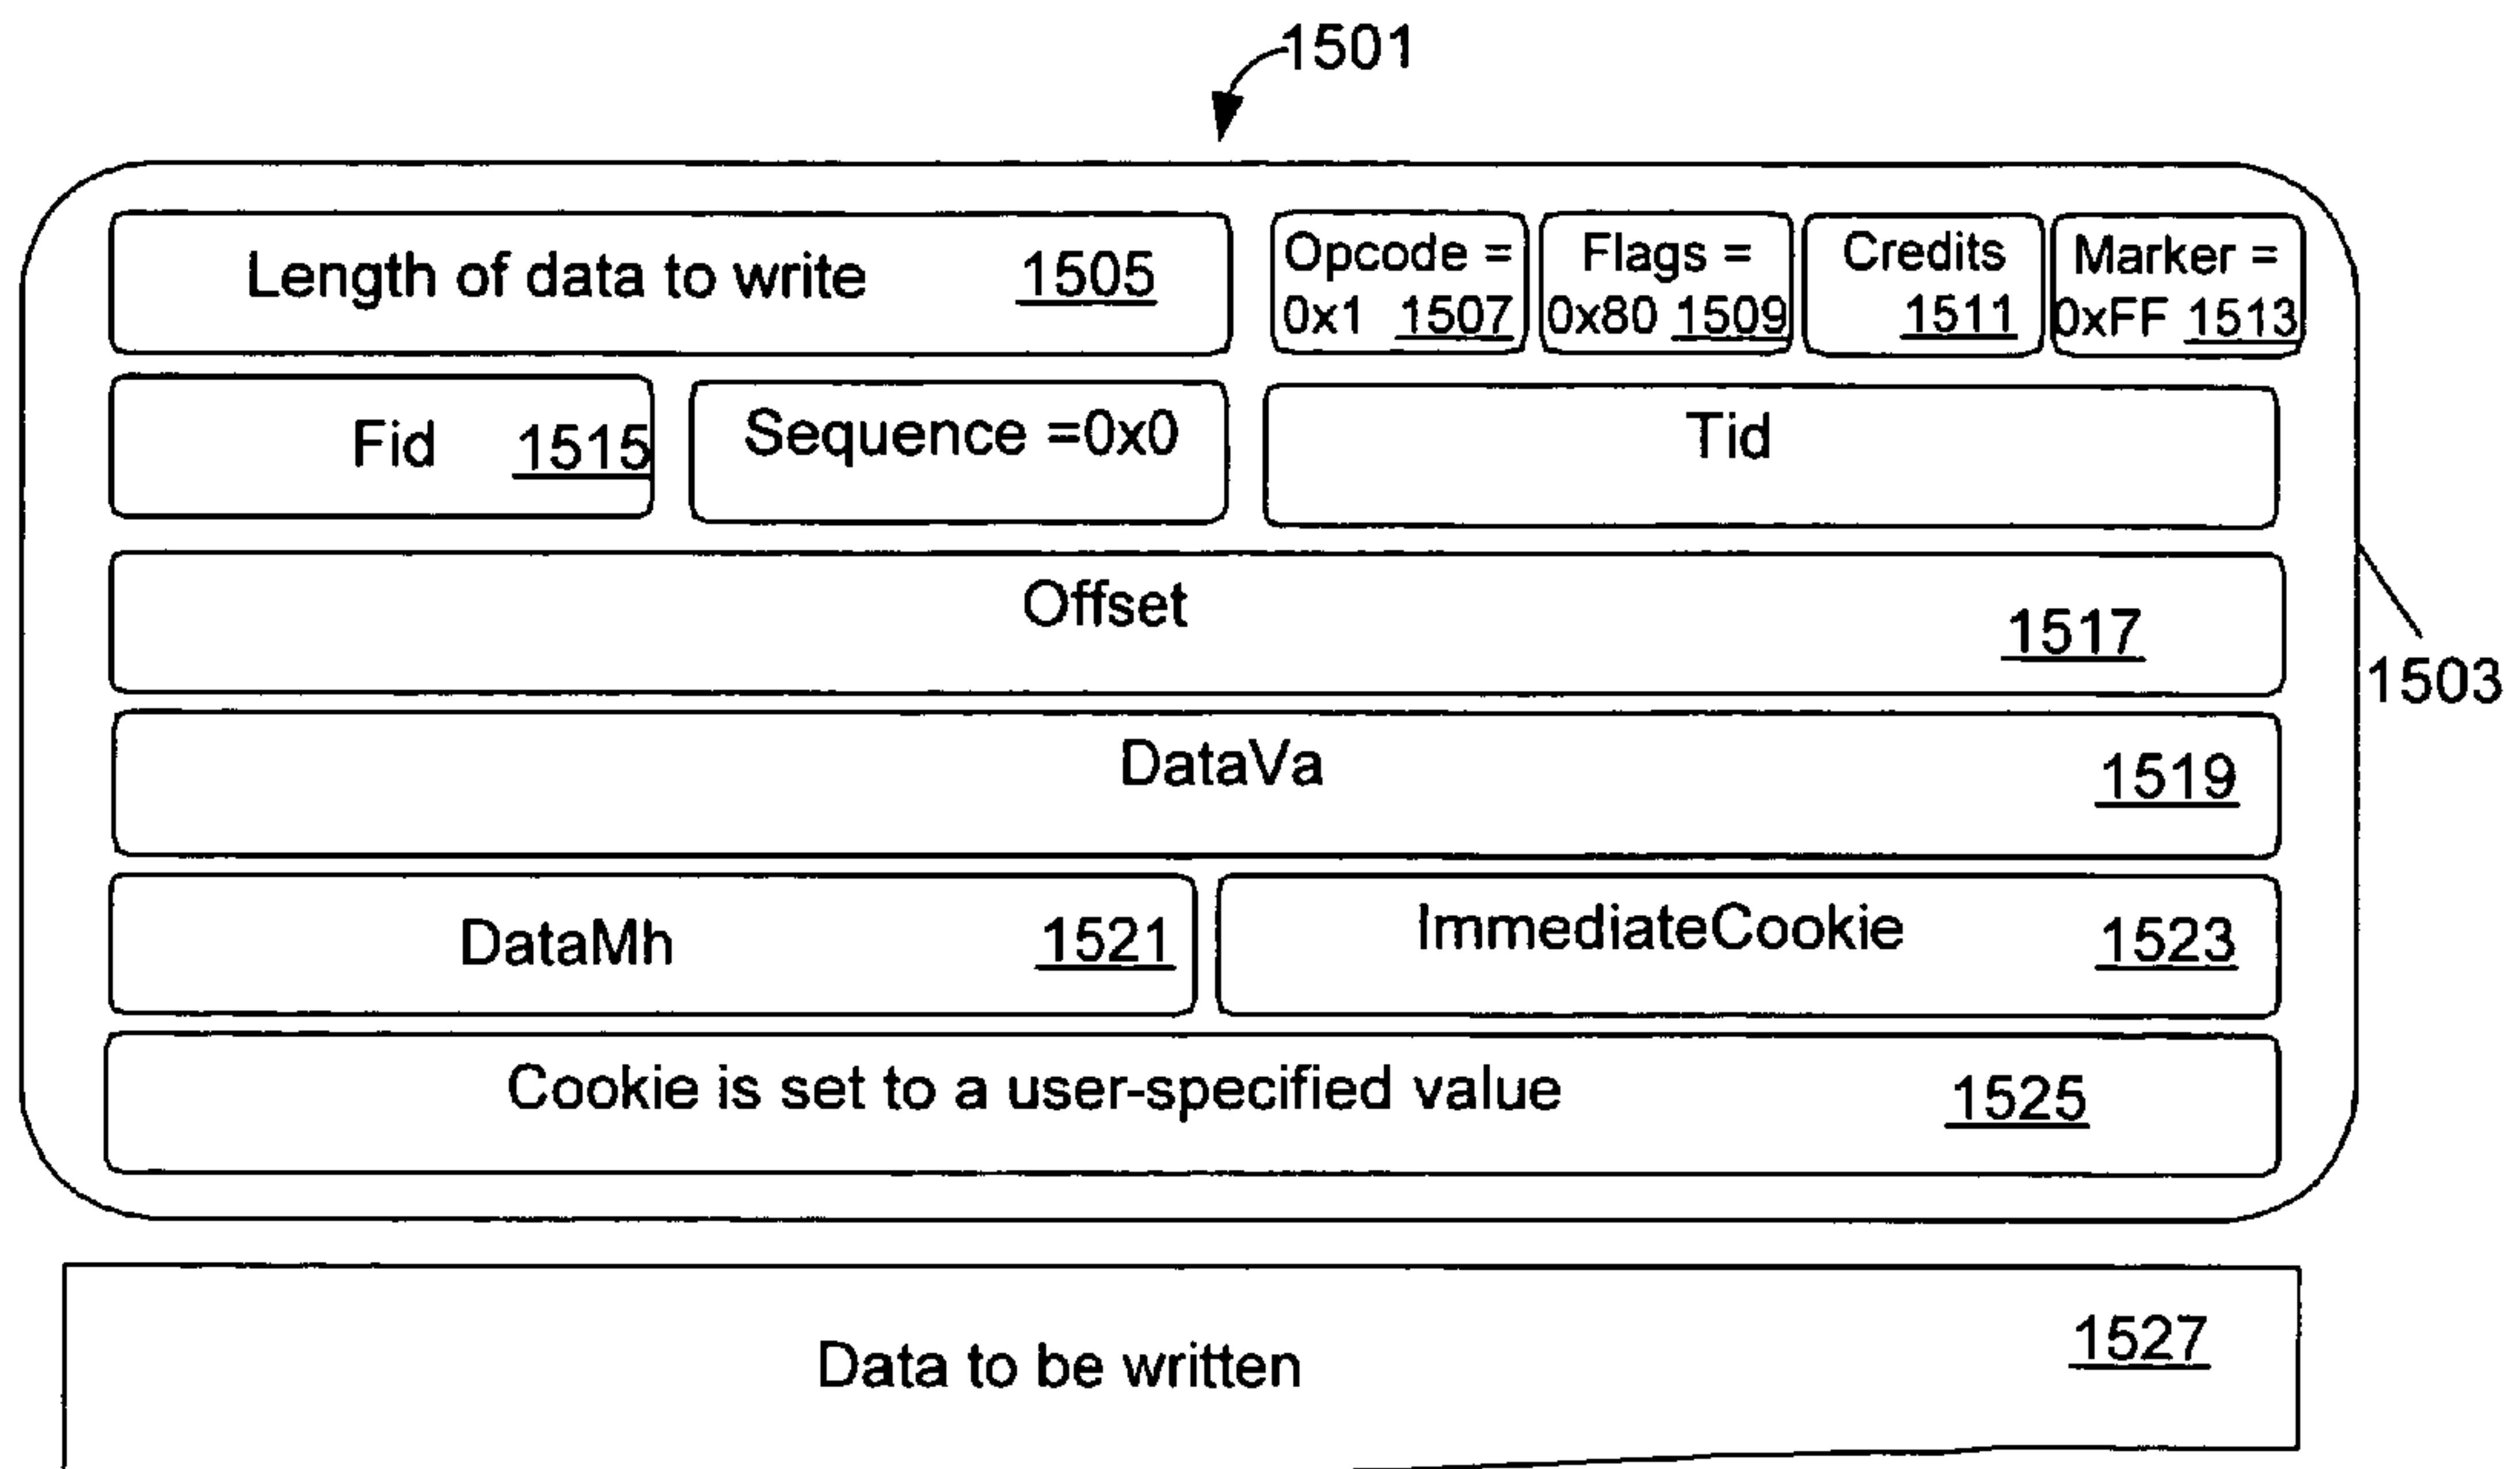 1501
Length of data to write 1505
Opcode =
0x1 1507
Flags =
0x80 1509
Credits
1511
Marker =
0xFF 1513
Fid 1515
Sequence =0x0
Tid
Offset
1517
1503
DataVa
1519
DataMh 1521
ImmediateCookie 1523
Cookie is set to a user-specified value 1525
Data to be written 1527